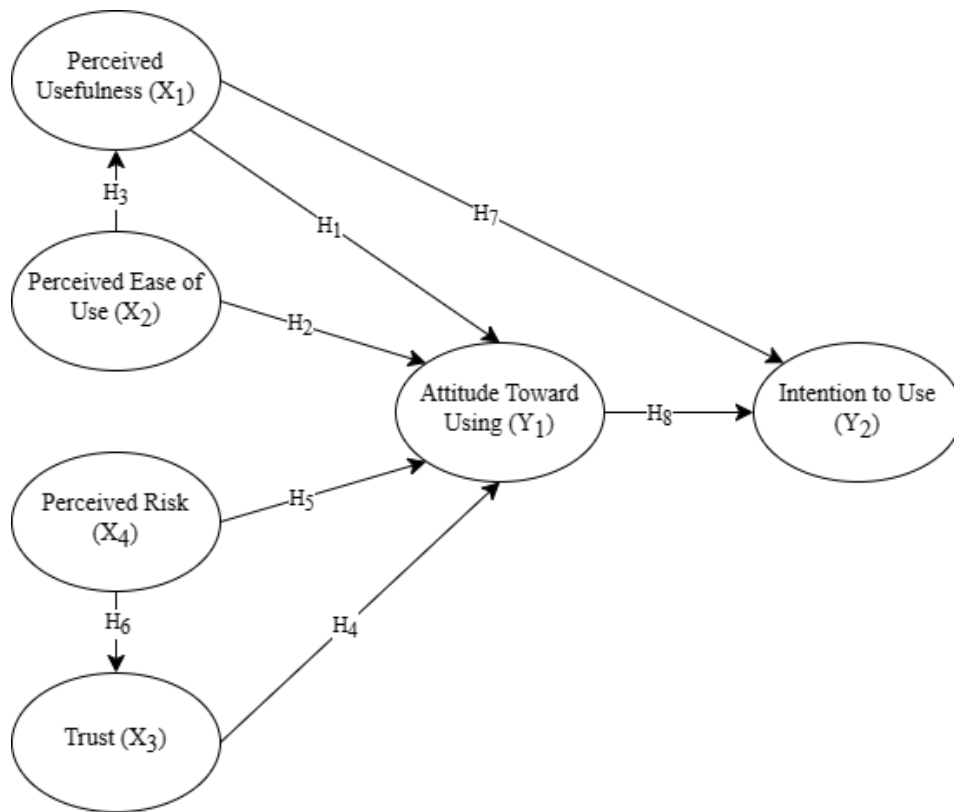 Perceived
Usefulness (X1)
H3
H1
H7
Perceived Ease of
Use (X2)
H2
Attitude Toward
Using (Y1)
H8
Intention to Use
(Y2)
Perceived Risk
(X4)
H5
H6
H4
Trust (X3)